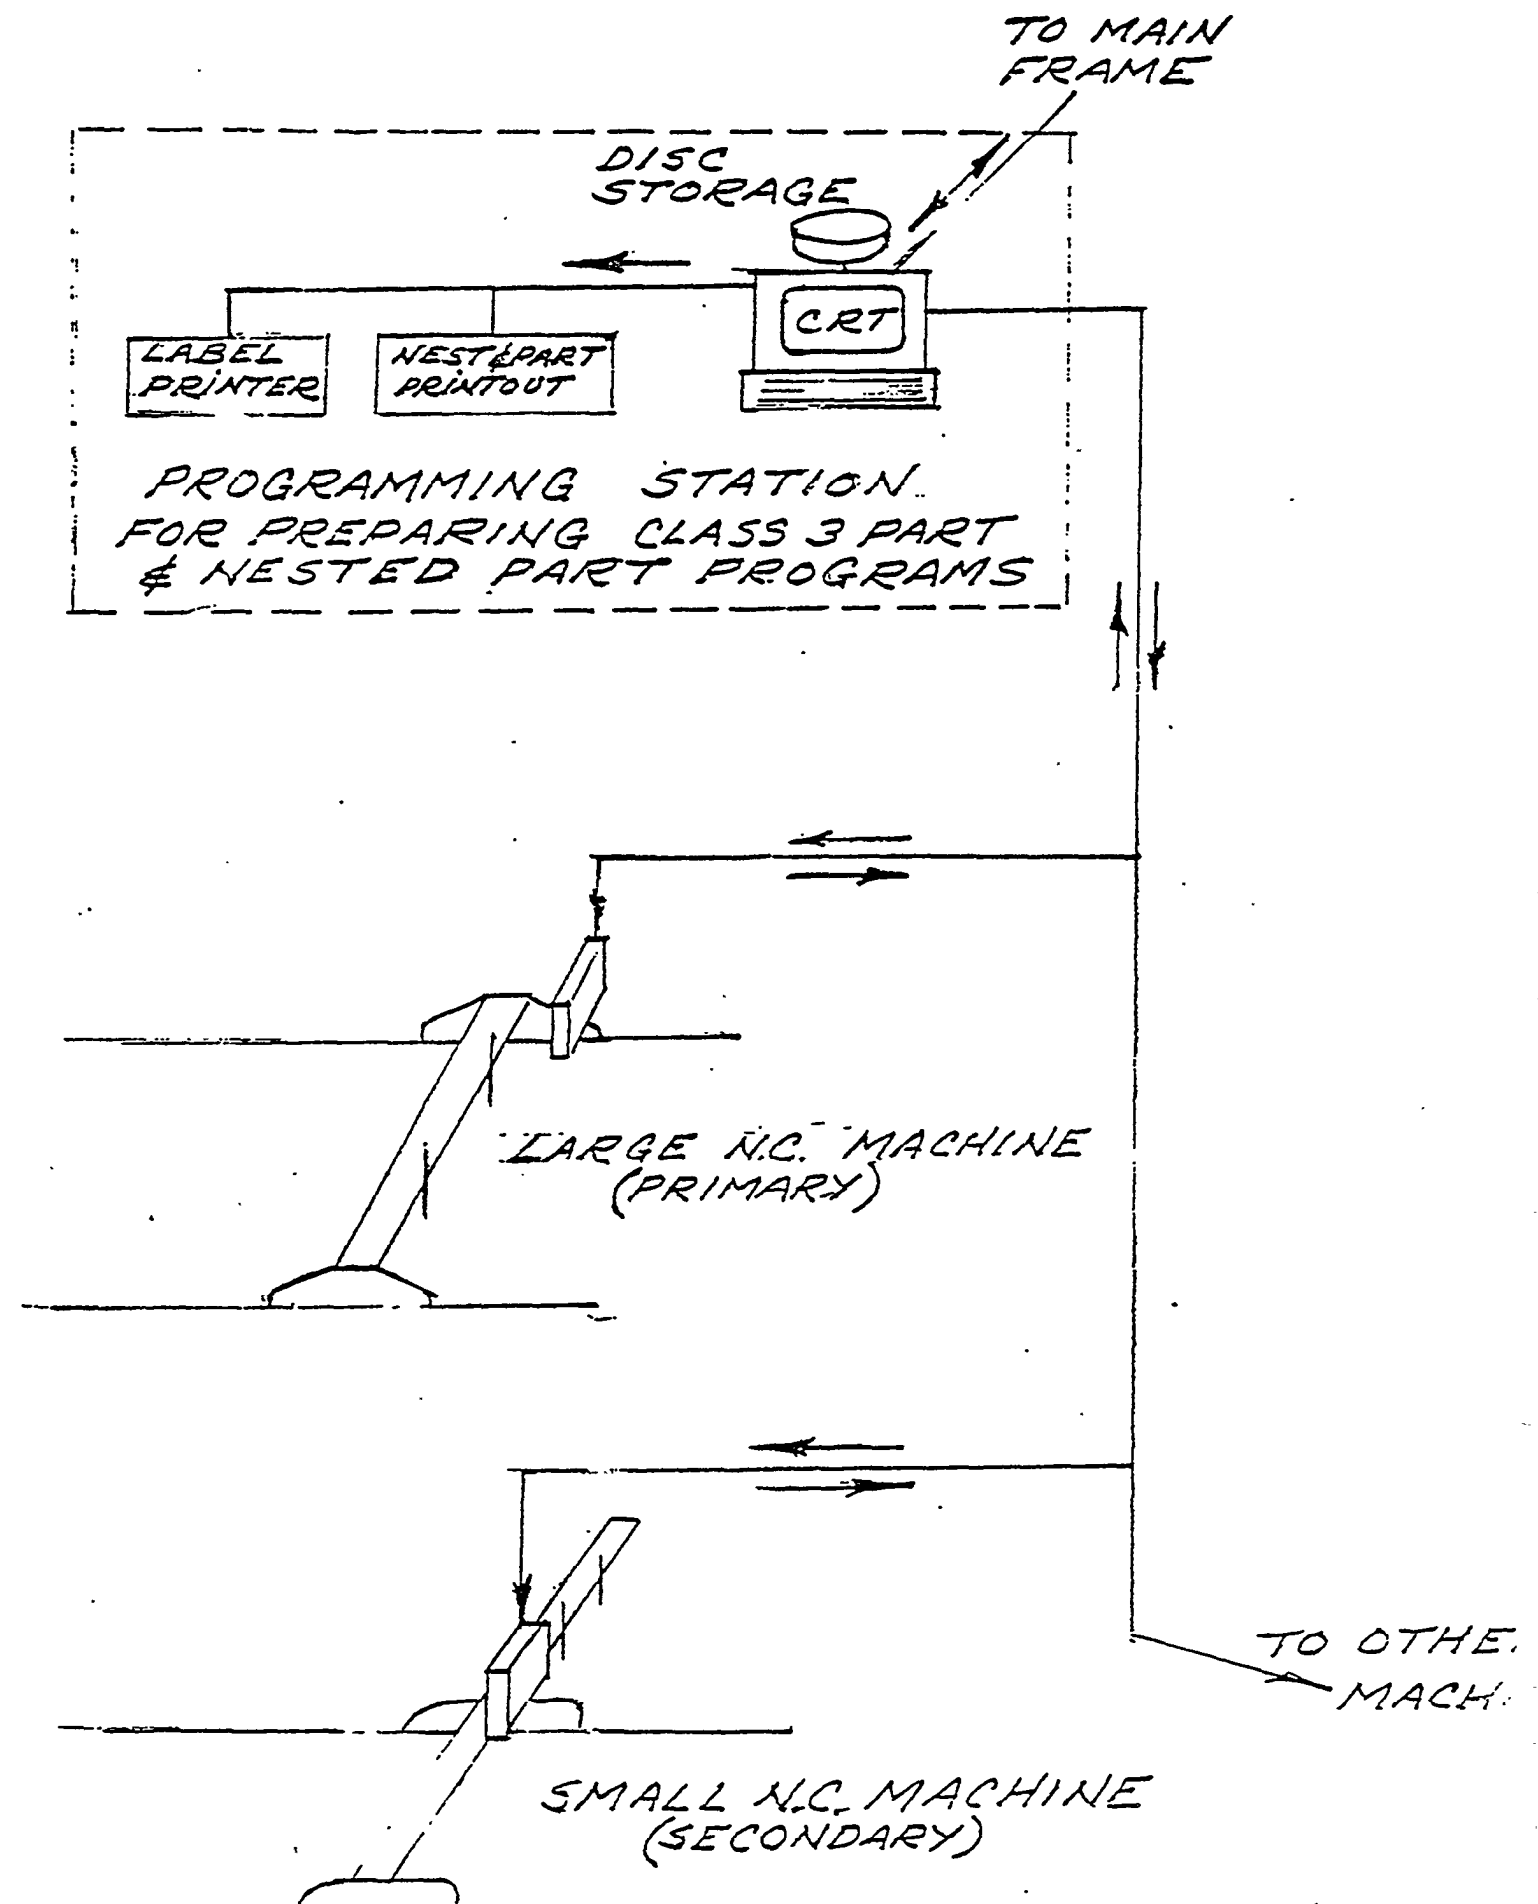 TO MAIN
FRAME
DISC
STORAGE
CRT
LABEL
PRINTER
NEST & PART
PRINTOUT
PROGRAMMING STATION
FOR PREPARING CLASS 3 PART
& NESTED PART PROGRAMS
LARGE N.C. MACHINE
(PRIMARY)
TO OTHE
MACH
SMALL N.C. MACHINE
(SECONDARY)